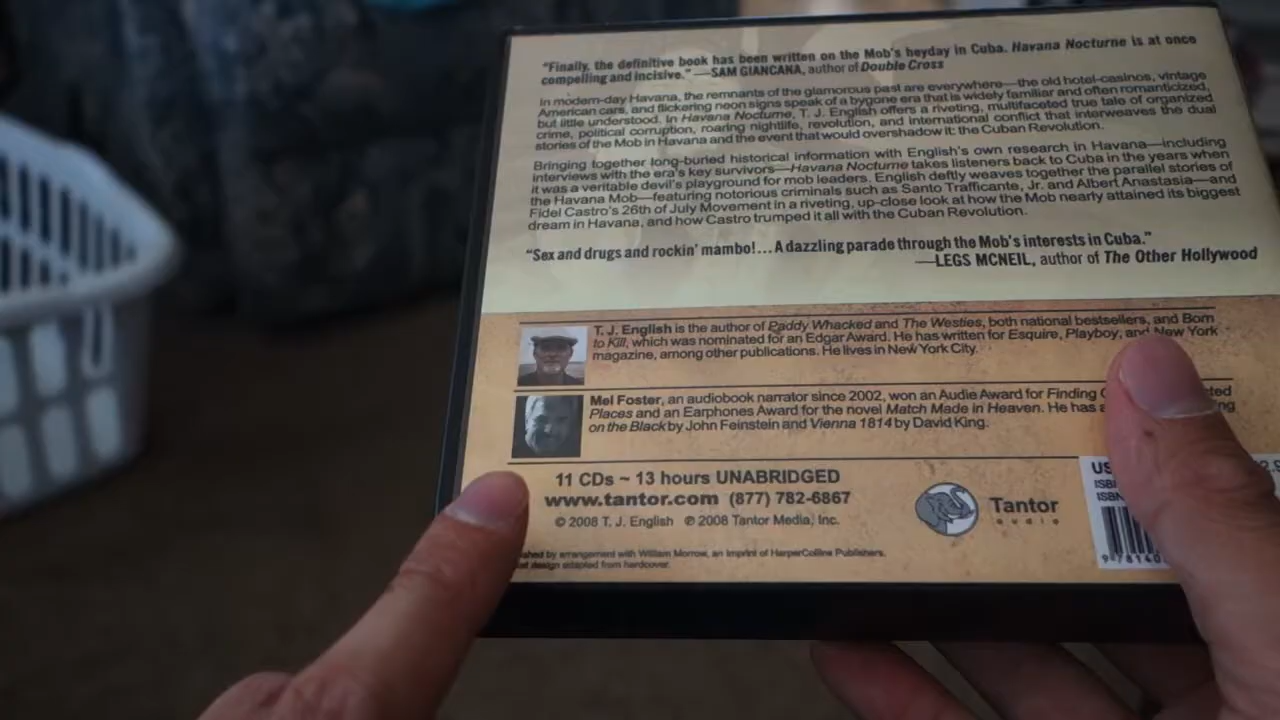 "Finally, the definitive book has been written on the Mob's heyday in Cuba. Havana Nocturne is at once
compelling and incisive." —SAM GIANCANA, author of Double Cross
In modern-day Havana, the remnants of the glamorous past are everywhere—the old hotel-casinos, vintage
American cars, and flickering neon signs speak of a bygone era that is widely familiar and often romanticized,
but little understood. In Havana Nocturne, T. J. English offers a riveting, multifaceted true tale of organized
crime, political corruption, roaring nightlife, revolution, and international conflict that interweaves the dual
stories of the Mob in Havana and the event that would overshadow it: the Cuban Revolution.
Bringing together long-buried historical information with English's own research in Havana—including
interviews with the era's key survivors—Havana Nocturne takes listeners back to Cuba in the years when
it was a veritable devil's playground for mob leaders. English deftly weaves together the parallel stories of
the Havana Mob—featuring notorious criminals such as Santo Trafficante, Jr. and Albert Anastasia—and
Fidel Castro's 26th of July Movement in a riveting, up-close look at how the Mob nearly attained its biggest
dream in Havana, and how Castro trumped it all with the Cuban Revolution.
"Sex and drugs and rockin' mambo!...A dazzling parade through the Mob's interests in Cuba."
—LEGS MCNEIL, author of The Other Hollywood
T. J. English is the author of Paddy Whacked and The Westies, both national bestsellers, and Born
to Kill, which was nominated for an Edgar Award. He has written for Esquire, Playboy, and New York
magazine, among other publications. He lives in New York City.
Mel Foster, an audiobook narrator since 2002, won an Audie Award for Finding
Places and an Earphones Award for the novel Match Made in Heaven. He has a
on the Black by John Feinstein and Vienna 1814 by David King.
11 CDs ~ 13 hours UNABRIDGED
www.tantor.com (877) 782-6867
© 2008 T. J. English ℗ 2008 Tantor Media, Inc.
Tantor
audio
US
ISB
ISBN
9 78140
shed by arrangement with William Morrow, an Imprint of HarperCollins Publishers.
design adapted from hardcover.